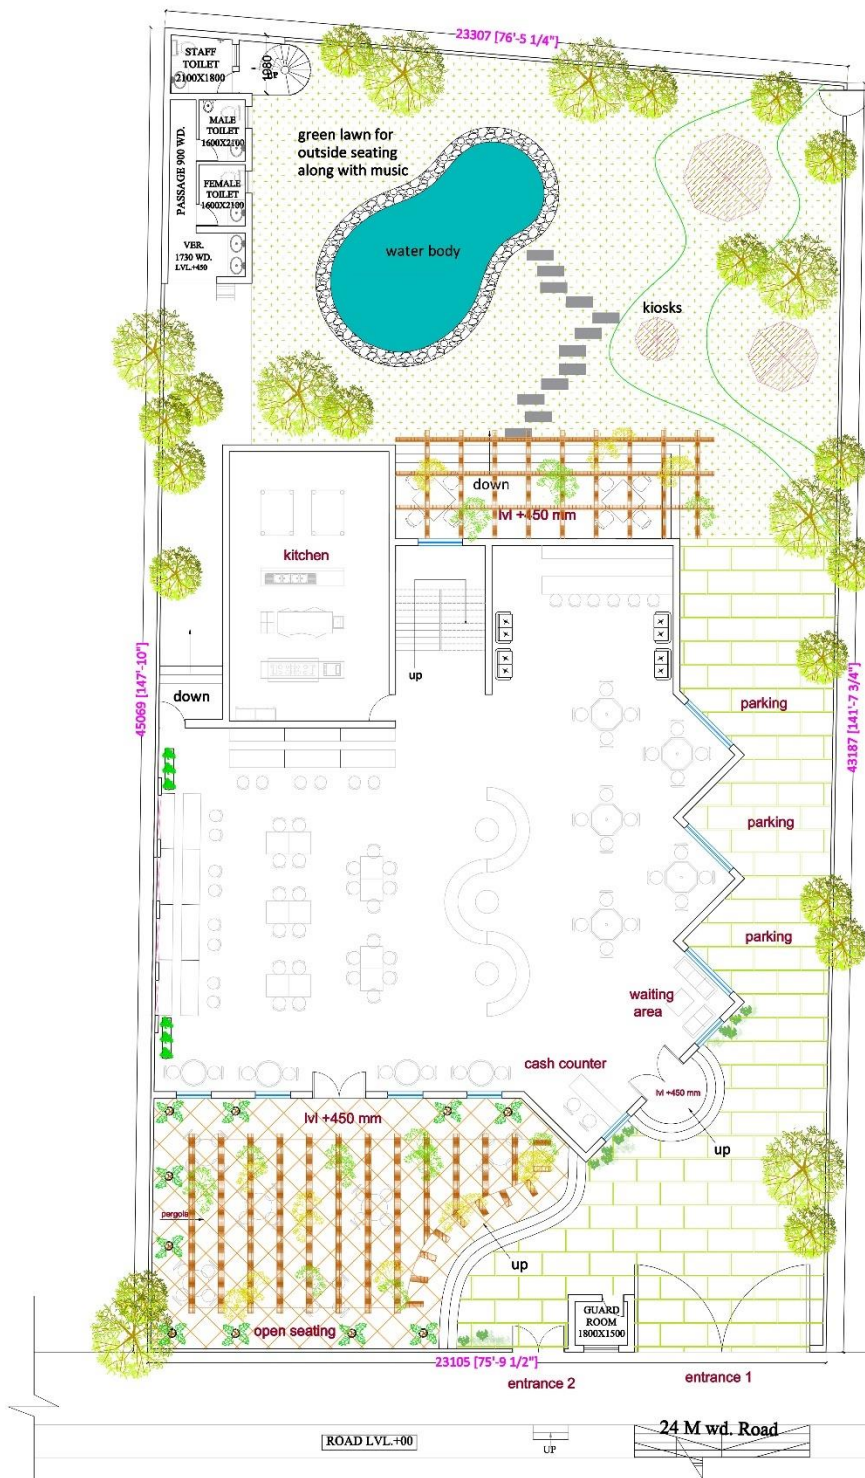 23307 [76'-5 1/4"]
STAFF
TOILET
2100X1800
1980
UP
MALE
TOILET
1600X2100
PASSAGE 900 WD.
FEMALE
TOILET
1600X2100
VER.
1730 WD.
LVL.+450
green lawn for
outside seating
along with music
water body
kiosks
down
lvl +450 mm
kitchen
up
down
45069 [147'-10"]
43187 [141'-7 3/4"]
parking
parking
parking
waiting
area
cash counter
lvl +450 mm
up
lvl +450 mm
pergola
up
open seating
GUARD
ROOM
1800X1500
23105 [75'-9 1/2"]
entrance 2
entrance 1
24 M wd. Road
ROAD LVL.+00
UP